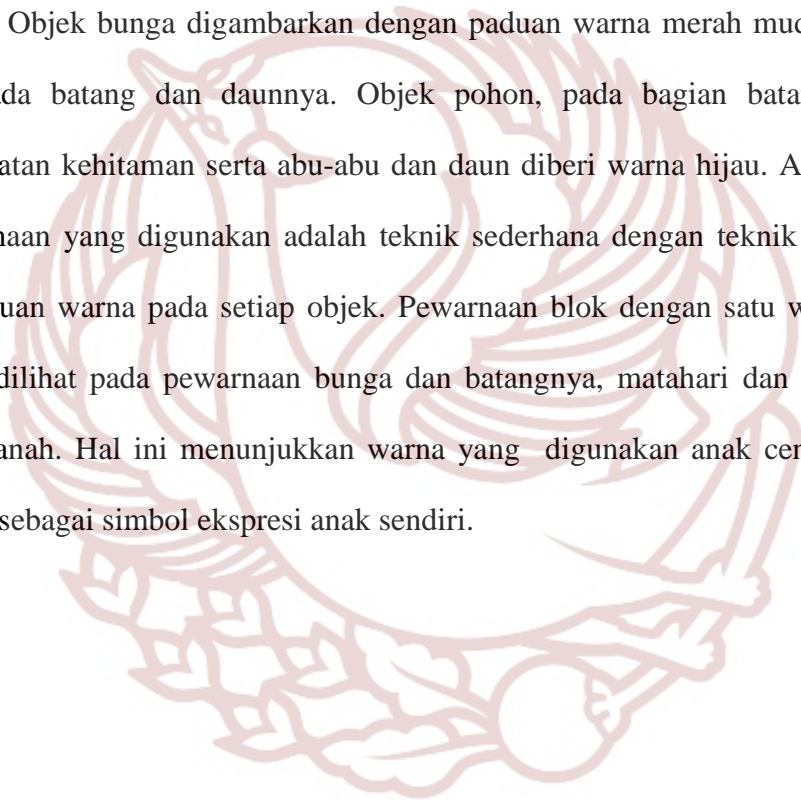 Objek bunga digambarkan dengan paduan warna merah mud
da batang dan daunnya. Objek pohon, pada bagian bata
atan kehitaman serta abu-abu dan daun diberi warna hijau. A
naan yang digunakan adalah teknik sederhana dengan teknik
uan warna pada setiap objek. Pewarnaan blok dengan satu w
dilihat pada pewarnaan bunga dan batangnya, matahari dan
anah. Hal ini menunjukkan warna yang digunakan anak cen
sebagai simbol ekspresi anak sendiri.